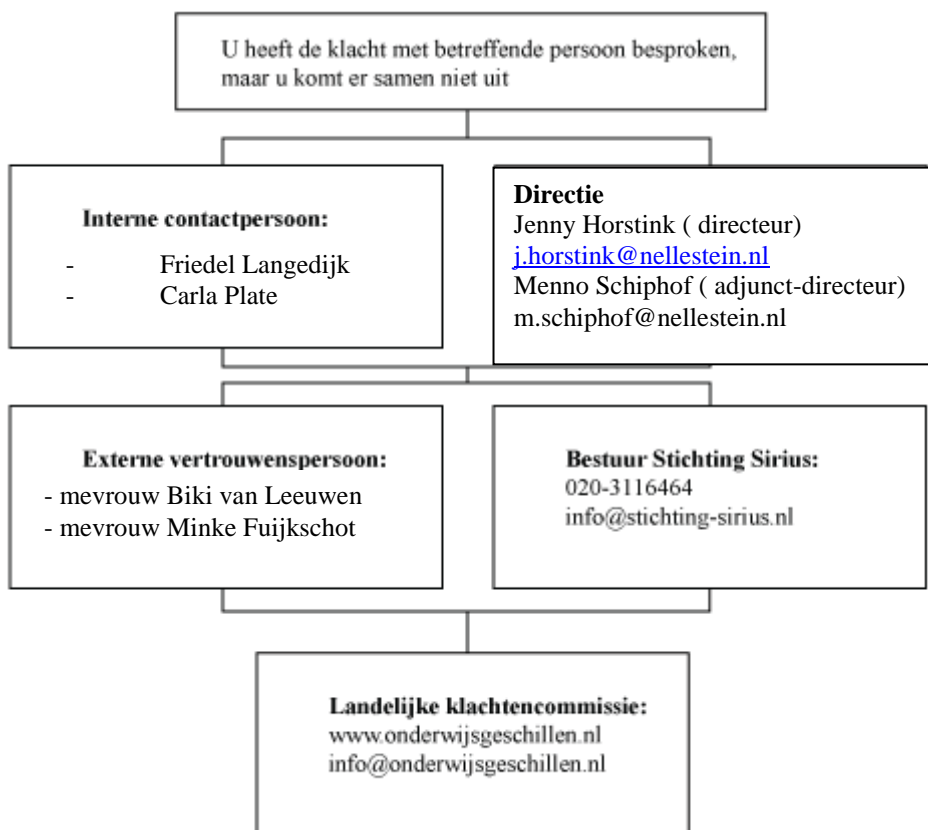 U heeft de klacht met betreffende persoon besproken,
maar u komt er samen niet uit
Interne contactpersoon:
- Friedel Langedijk
- Carla Plate
Directie
Jenny Horstink ( directeur)
j.horstink@nellestein.nl
Menno Schiphof ( adjunct-directeur)
m.schiphof@nellestein.nl
Externe vertrouwenspersoon:
- mevrouw Biki van Leeuwen
- mevrouw Minke Fuijkschot
Bestuur Stichting Sirius:
020-3116464
info@stichting-sirius.nl
Landelijke klachtencommissie:
www.onderwijsgeschillen.nl
info@onderwijsgeschillen.nl